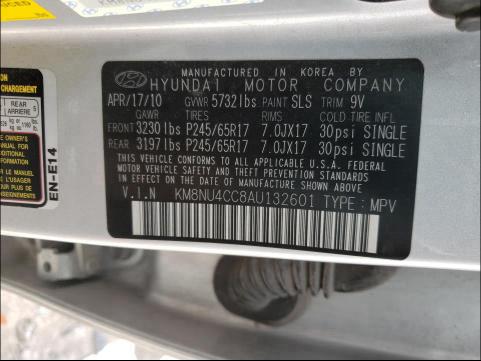 MANUFACTURED IN KOREA BY
HYUNDAI MOTOR COMPANY
APR/17/10 GVWR 5732lbs PAINT SLS TRIM 9V
GAWR TIRES RIMS COLD TIRE INFL
FRONT 3230lbs P245/65R17 7.0JX17 30psi SINGLE
REAR 3197lbs P245/65R17 7.0JX17 30psi SINGLE
THIS VEHICLE CONFORMS TO ALL APPLICABLE U.S.A. FEDERAL
MOTOR VEHICLE SAFETY STANDARDS IN EFFECT ON
THE DATE OF MANUFACTURE SHOWN ABOVE.
V.I.N KM8NU4CC8AU132601 TYPE : MPV
REAR
ARRIERE 5
EN-E14